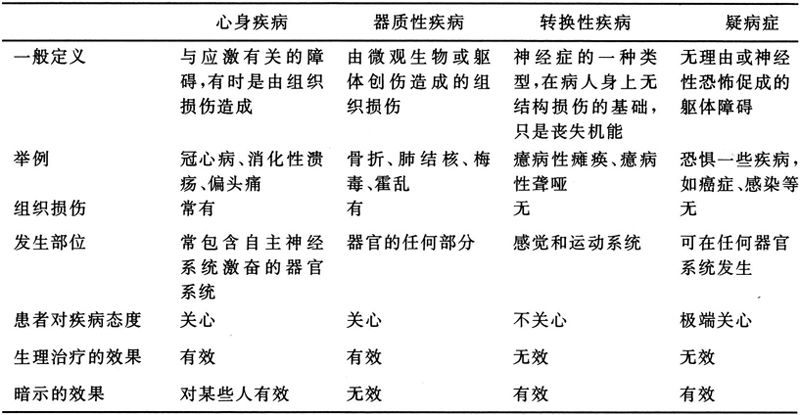 心身疾病 器质性疾病 转换性疾病 疑病症
一般定义 与应激有关的障 由微观生物或躯 神经症的一种类 无理由或神经
碍,有时是由组织 体创伤造成的组 型,在病人身上无 性恐怖促成的
损伤造成 织损伤 结构损伤的基础, 躯体障碍
只是丧失机能
举例 冠心病、消化性溃 骨折、肺结核、梅 癔病性瘫痪、癔病 恐惧一些疾病,
疡、偏头痛 毒、霍乱 性聋哑 如癌症、感染等
组织损伤 常有 有 无 无
发生部位 常包含自主神经 器官的任何部分 感觉和运动系统 可在任何器官
系统激奋的器官 系统发生
系统
患者对疾病态度 关心 关心 不关心 极端关心
生理治疗的效果 有效 有效 无效 无效
暗示的效果 对某些人有效 无效 有效 有效